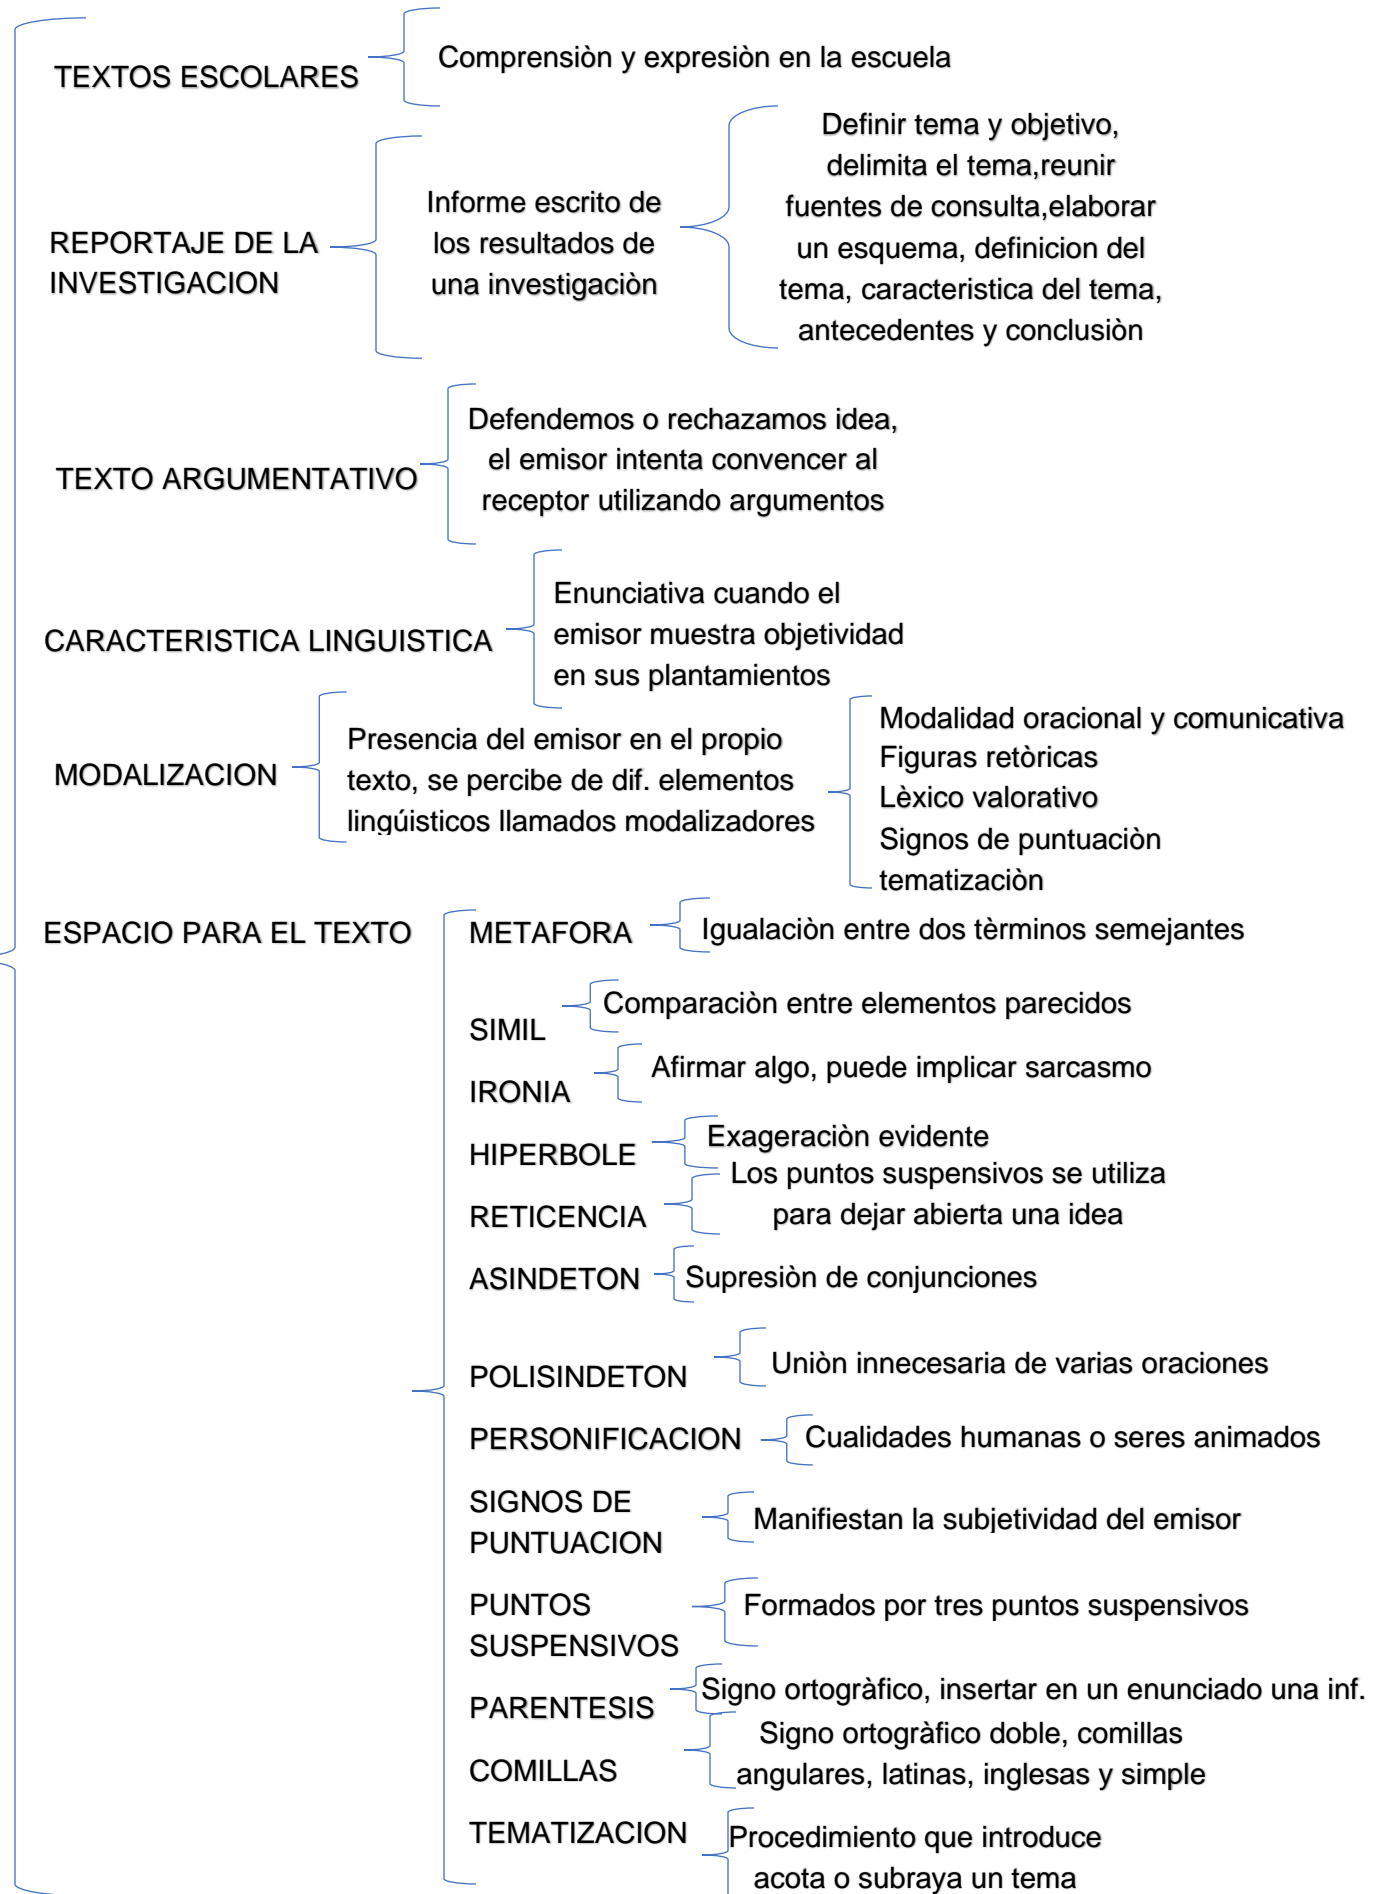 TEXTOS ESCOLARES
Comprensiòn y expresiòn en la escuela
REPORTAJE DE LA
INVESTIGACION
Informe escrito de
los resultados de
una investigaciòn
Definir tema y objetivo,
delimita el tema,reunir
fuentes de consulta,elaborar
un esquema, definicion del
tema, caracteristica del tema,
antecedentes y conclusiòn
TEXTO ARGUMENTATIVO
Defendemos o rechazamos idea,
el emisor intenta convencer al
receptor utilizando argumentos
CARACTERISTICA LINGUISTICA
Enunciativa cuando el
emisor muestra objetividad
en sus plantamientos
MODALIZACION
Presencia del emisor en el propio
texto, se percibe de dif. elementos
lingúisticos llamados modalizadores
Modalidad oracional y comunicativa
Figuras retòricas
Lèxico valorativo
Signos de puntuaciòn
tematizaciòn
ESPACIO PARA EL TEXTO
METAFORA
Igualaciòn entre dos tèrminos semejantes
SIMIL
Comparaciòn entre elementos parecidos
IRONIA
Afirmar algo, puede implicar sarcasmo
HIPERBOLE
Exageraciòn evidente
RETICENCIA
Los puntos suspensivos se utiliza
para dejar abierta una idea
ASINDETON
Supresiòn de conjunciones
POLISINDETON
Uniòn innecesaria de varias oraciones
PERSONIFICACION
Cualidades humanas o seres animados
SIGNOS DE
PUNTUACION
Manifiestan la subjetividad del emisor
PUNTOS
SUSPENSIVOS
Formados por tres puntos suspensivos
PARENTESIS
Signo ortogràfico, insertar en un enunciado una inf.
COMILLAS
Signo ortogràfico doble, comillas
angulares, latinas, inglesas y simple
TEMATIZACION
Procedimiento que introduce
acota o subraya un tema